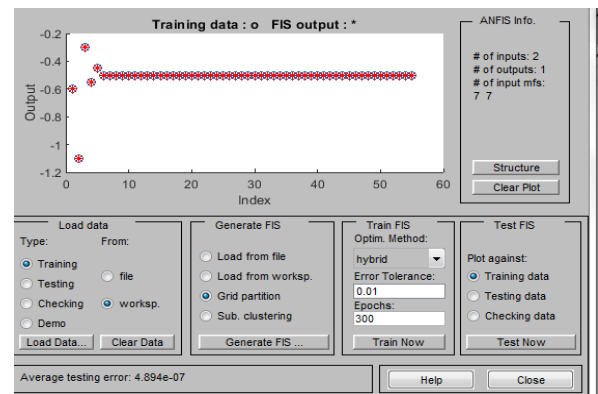 Training data : o   FIS output : *
-0.2
-0.4
-0.6
-0.8
-1
-1.2
Output
0 10 20 30 40 50 60
Index
ANFIS Info.
# of inputs: 2
# of outputs: 1
# of input mfs:
7 7
Structure
Clear Plot
Load data
Type: From:
Training
Testing
Checking
Demo
file
worksp.
Load Data...
Clear Data
Generate FIS
Load from file
Load from worksp.
Grid partition
Sub. clustering
Generate FIS ...
Train FIS
Optim. Method:
hybrid
Error Tolerance:
0.01
Epochs:
300
Train Now
Test FIS
Plot against:
Training data
Testing data
Checking data
Test Now
Average testing error: 4.894e-07
Help
Close